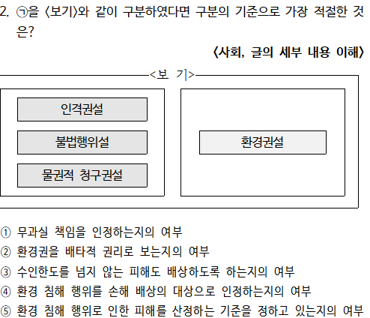 2. ㉠을 <보기>와 같이 구분하였다면 구분의 기준으로 가장 적절한 것
은?
<사회, 글의 세부 내용 이해>
<보 기>
인격권설
불법행위설
물권적 청구권설
환경권설
① 무과실 책임을 인정하는지의 여부
② 환경권을 배타적 권리로 보는지의 여부
③ 수인한도를 넘지 않는 피해도 배상하도록 하는지의 여부
④ 환경 침해 행위를 손해 배상의 대상으로 인정하는지의 여부
⑤ 환경 침해 행위로 인한 피해를 산정하는 기준을 정하고 있는지의 여부